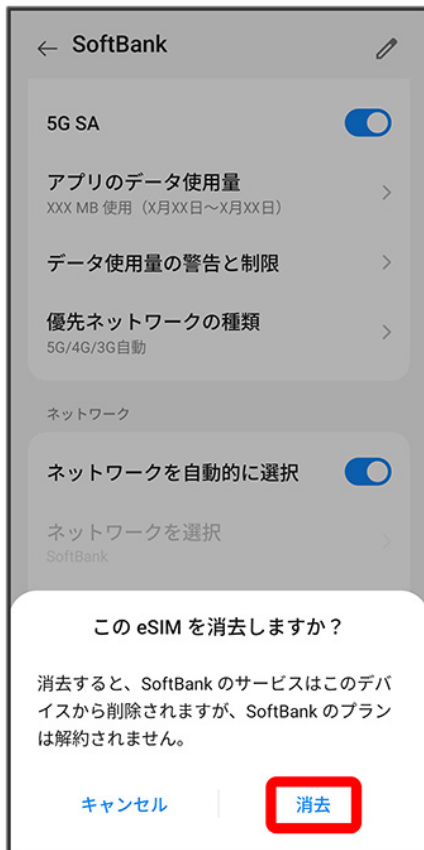 SoftBank
5G SA
アプリのデータ使用量
XXX MB 使用（X月XX日～X月XX日）
データ使用量の警告と制限
優先ネットワークの種類
5G/4G/3G自動
ネットワーク
ネットワークを自動的に選択
ネットワークを選択
SoftBank
この eSIM を消去しますか？
消去すると、SoftBank のサービスはこのデバ
イスから削除されますが、SoftBank のプラン
は解約されません。
キャンセル
消去